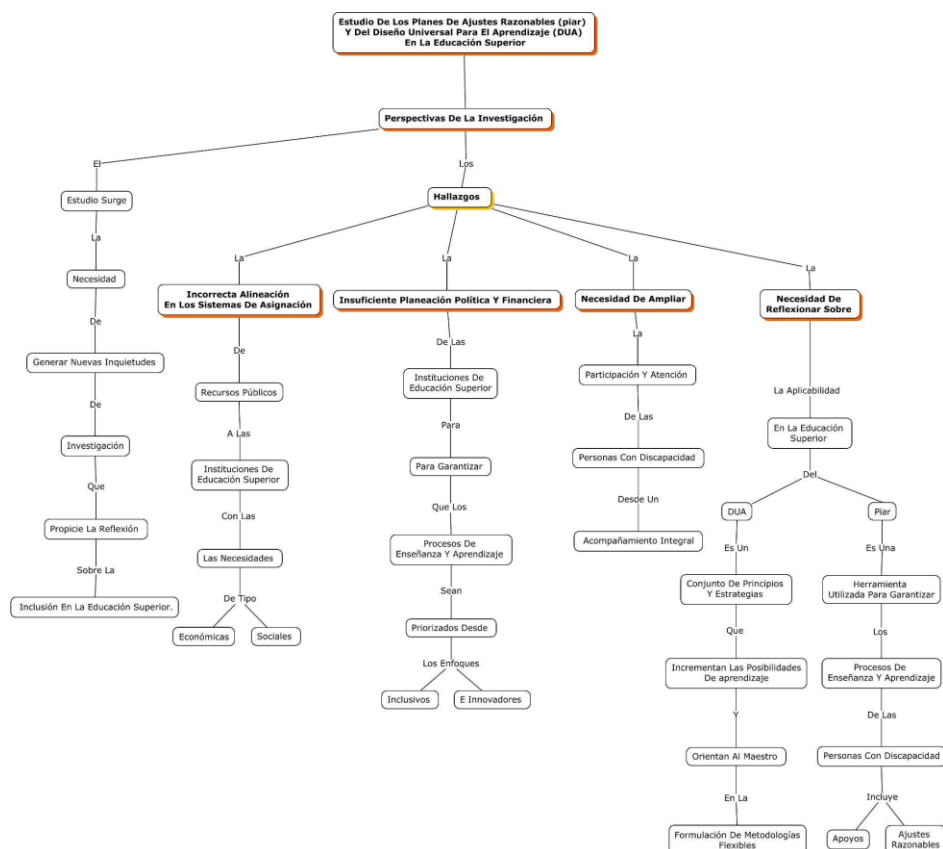 Estudio De Los Planes De Ajustes Razonables (piar)
Y Del Diseño Universal Para El Aprendizaje (DUA)
En La Educación Superior
Perspectivas De La Investigación
El
Estudio Surge
La
Necesidad
De
Generar Nuevas Inquietudes
De
Investigación
Que
Propicie La Reflexión
Sobre La
Inclusión En La Educación Superior.
Los
Hallazgos
La
Incorrecta Alineación
En Los Sistemas De Asignación
De
Recursos Públicos
A Las
Instituciones De
Educación Superior
Con Las
Las Necesidades
De Tipo
Económicas
Sociales
La
Insuficiente Planeación Política Y Financiera
De Las
Instituciones De
Educación Superior
Para
Para Garantizar
Que Los
Procesos De
Enseñanza Y Aprendizaje
Sean
Priorizados Desde
Los Enfoques
Inclusivos
E Innovadores
La
Necesidad De Ampliar
La
Participación Y Atención
De Las
Personas Con Discapacidad
Desde Un
Acompañamiento Integral
La
Necesidad De
Reflexionar Sobre
La Aplicabilidad
En La Educación
Superior
Del
DUA
Es Un
Conjunto De Principios
Y Estrategias
Que
Incrementan Las Posibilidades
De aprendizaje
Y
Orientan Al Maestro
En La
Formulación De Metodologías
Flexibles
Piar
Es Una
Herramienta
Utilizada Para Garantizar
Los
Procesos De
Enseñanza Y Aprendizaje
De Las
Personas Con Discapacidad
Incluye
Apoyos
Ajustes
Razonables